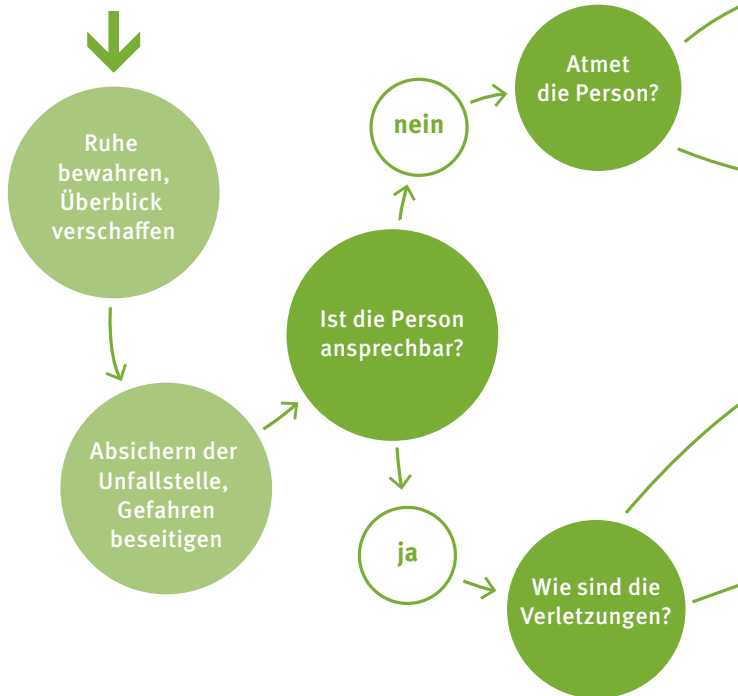 Ruhe
bewahren,
Überblick
verschaffen
Absichern der
Unfallstelle,
Gefahren
beseitigen
Ist die Person
ansprechbar?
nein
Atmet
die Person?
ja
Wie sind die
Verletzungen?